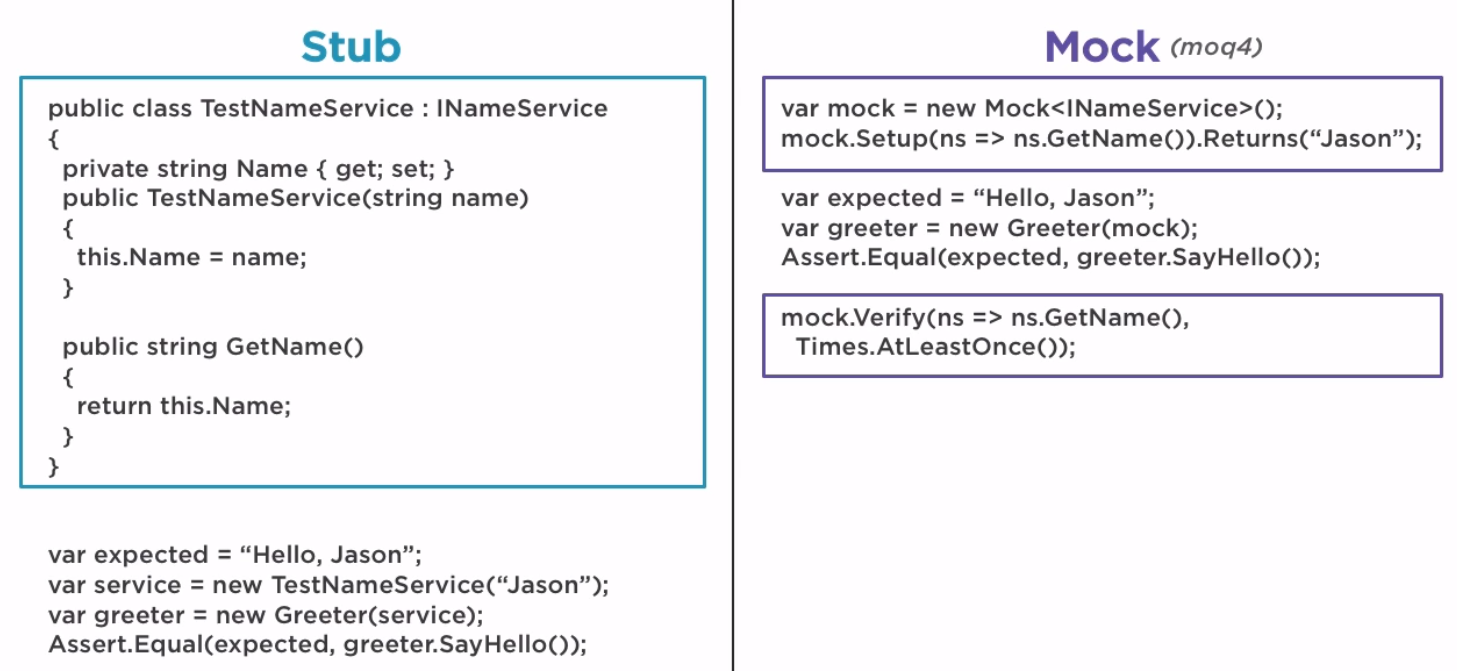 Stub
public class TestNameService : INameService
{
private string Name { get; set; }
public TestNameService(string name)
{
this.Name = name;
}
public string GetName()
{
return this.Name;
}
}
var expected = “Hello, Jason”;
var service = new TestNameService(“Jason”);
var greeter = new Greeter(service);
Assert.Equal(expected, greeter.SayHello());
Mock (moq4)
var mock = new Mock<INameService>();
mock.Setup(ns => ns.GetName()).Returns(“Jason”);
var expected = “Hello, Jason”;
var greeter = new Greeter(mock);
Assert.Equal(expected, greeter.SayHello());
mock.Verify(ns => ns.GetName(),
Times.AtLeastOnce());